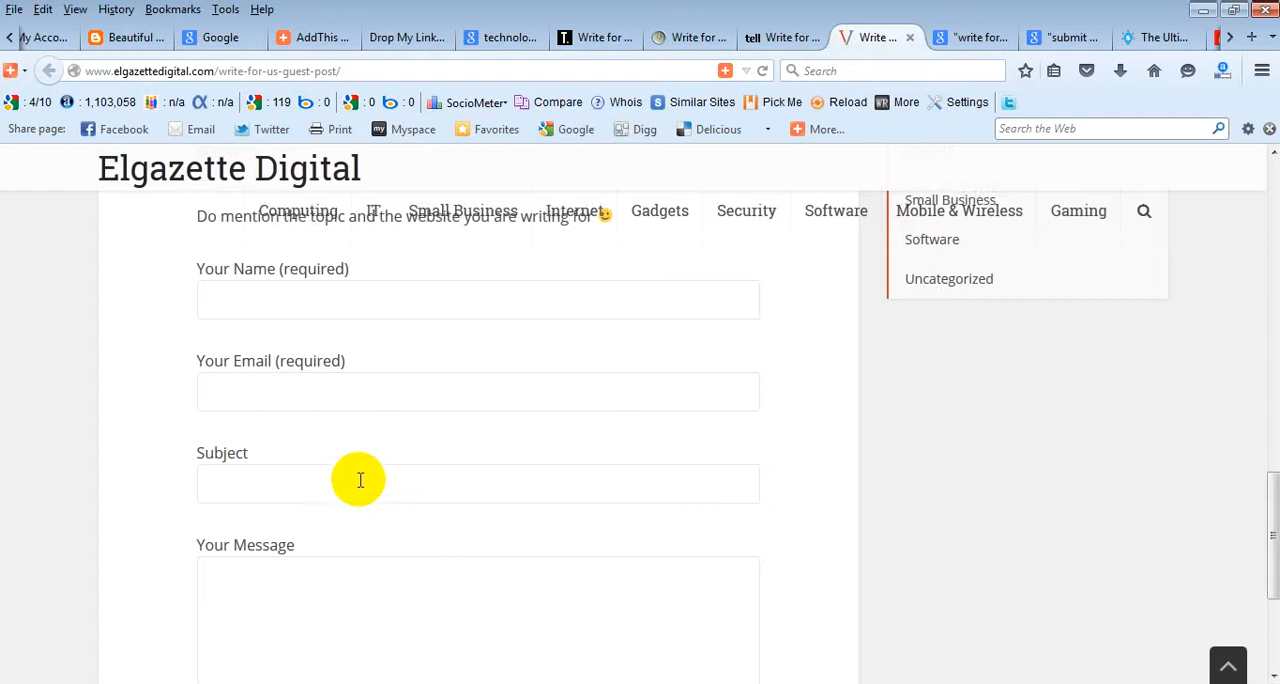 File Edit View History Bookmarks Tools Help
My Acco... Beautiful ... Google AddThis ... Drop My Link... technolo... Write for ... Write for ... tell Write for ... Write ... "write for... "submit ... The Ulti...
www.elgazettedigital.com/write-for-us-guest-post/ Search
: 4/10 : 1,103,058 : n/a : n/a : 119 : 0 : 0 : 0 SocioMeter Compare Whois Similar Sites Pick Me Reload More Settings
Share page: Facebook Email Twitter Print Myspace Favorites Google Digg Delicious More... Search the Web
Elgazette Digital
Small Business
Computing IT Small Business Internet Gadgets Security Software Mobile & Wireless Gaming
Do mention the topic and the website you are writing for
Software
Your Name (required)
Uncategorized
Your Email (required)
Subject
Your Message